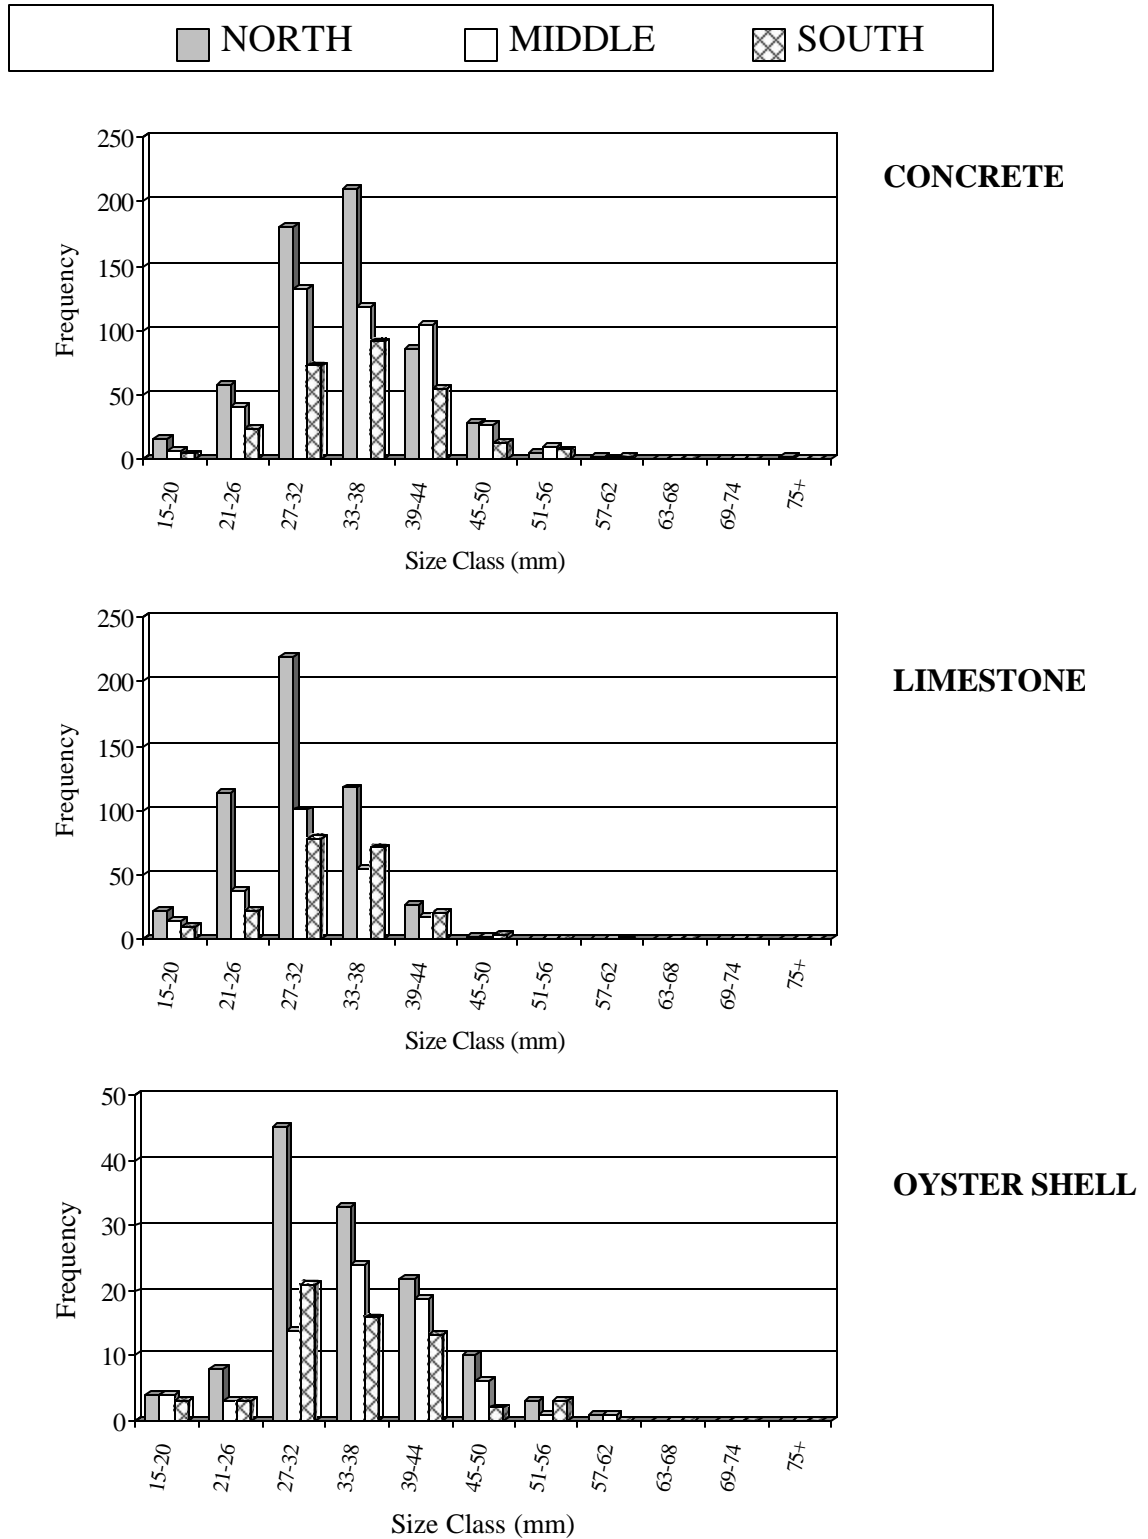 NORTH MIDDLE SOUTH
CONCRETE
250
200
150
100
50
0
Frequency
15-20 21-26 27-32 33-38 39-44 45-50 51-56 57-62 63-68 69-74 75+
Size Class (mm)
LIMESTONE
250
200
150
100
50
0
Frequency
15-20 21-26 27-32 33-38 39-44 45-50 51-56 57-62 63-68 69-74 75+
Size Class (mm)
OYSTER SHELL
50
40
30
20
10
0
Frequency
15-20 21-26 27-32 33-38 39-44 45-50 51-56 57-62 63-68 69-74 75+
Size Class (mm)